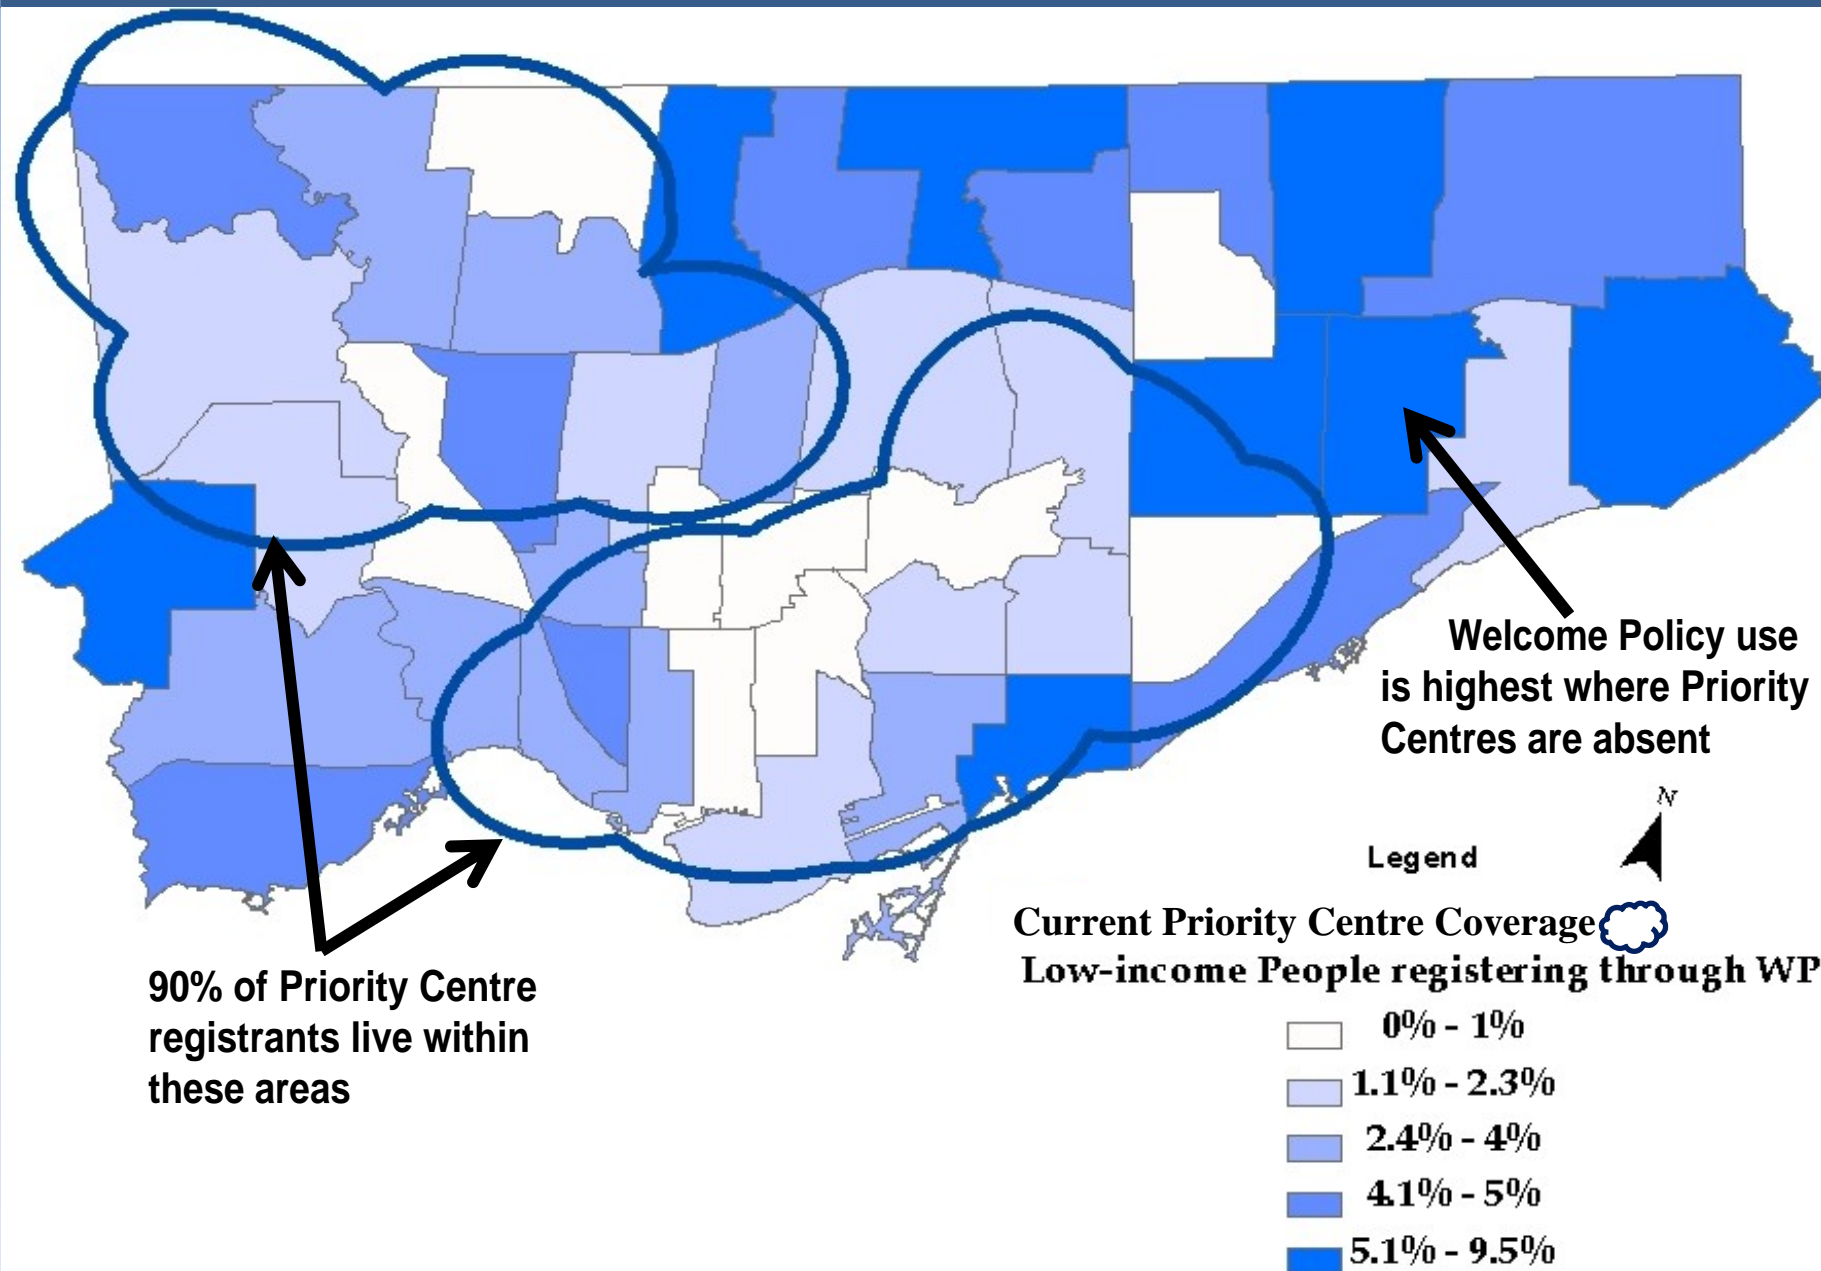 Welcome Policy use
is highest where Priority
Centres are absent
90% of Priority Centre
registrants live within
these areas
N
Legend
Current Priority Centre Coverage
Low-income People registering through WP
0% - 1%
1.1% - 2.3%
2.4% - 4%
4.1% - 5%
5.1% - 9.5%